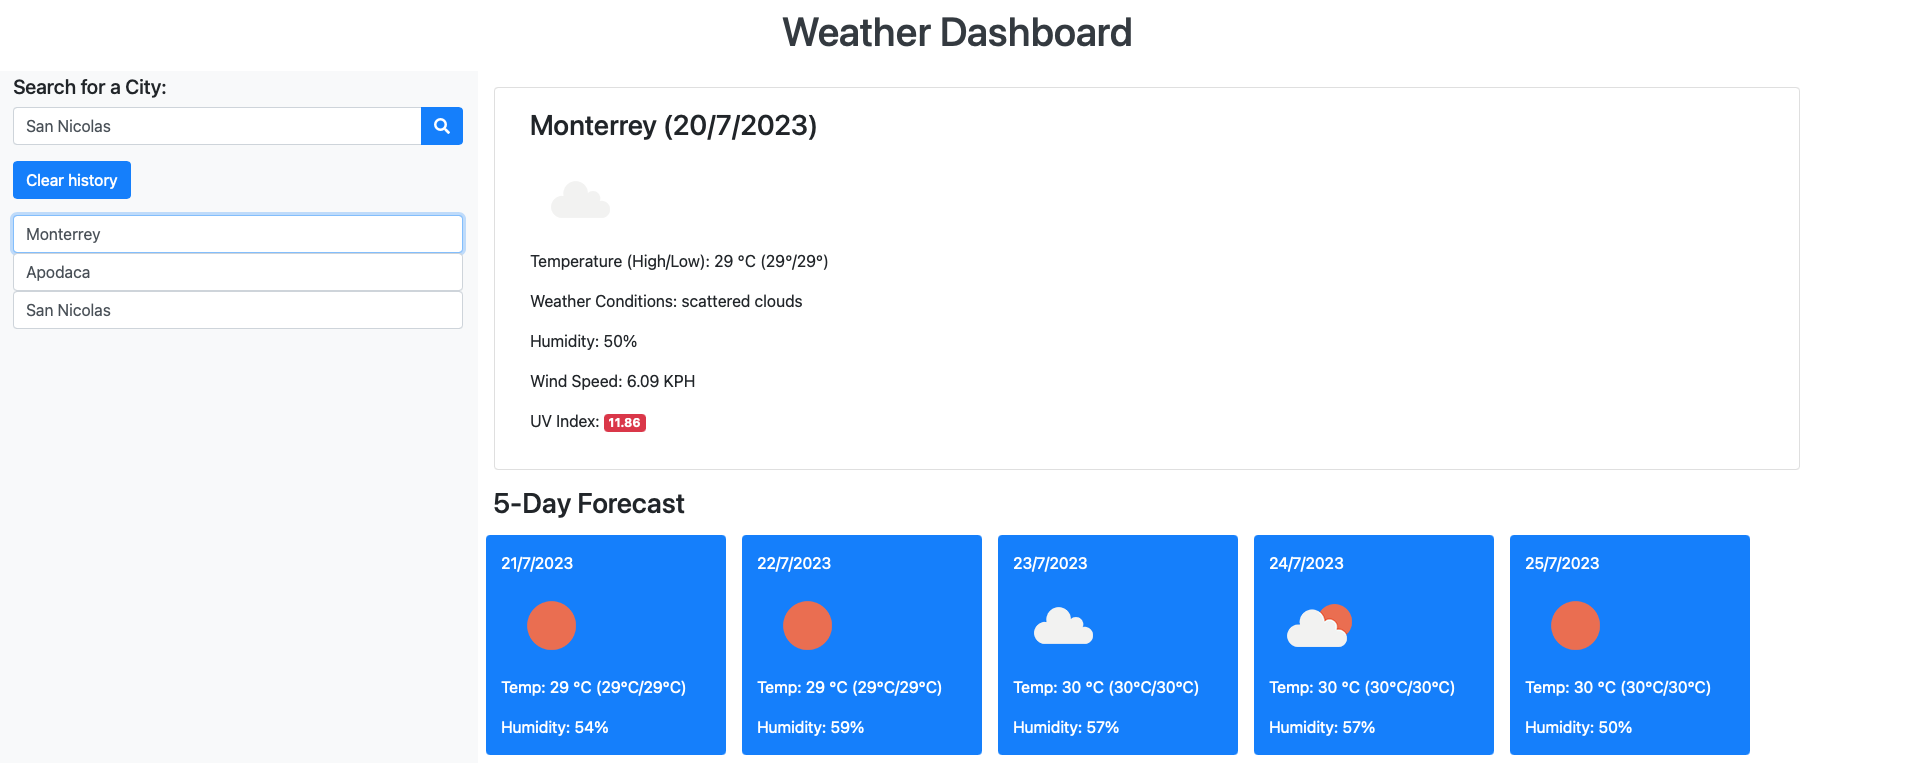 Weather Dashboard
Search for a City:
San Nicolas
Clear history
Monterrey
Apodaca
San Nicolas
Monterrey (20/7/2023)
Temperature (High/Low): 29 °C (29°/29°)
Weather Conditions: scattered clouds
Humidity: 50%
Wind Speed: 6.09 KPH
UV Index: 11.86
5-Day Forecast
21/7/2023
Temp: 29 °C (29°C/29°C)
Humidity: 54%
22/7/2023
Temp: 29 °C (29°C/29°C)
Humidity: 59%
23/7/2023
Temp: 30 °C (30°C/30°C)
Humidity: 57%
24/7/2023
Temp: 30 °C (30°C/30°C)
Humidity: 57%
25/7/2023
Temp: 30 °C (30°C/30°C)
Humidity: 50%